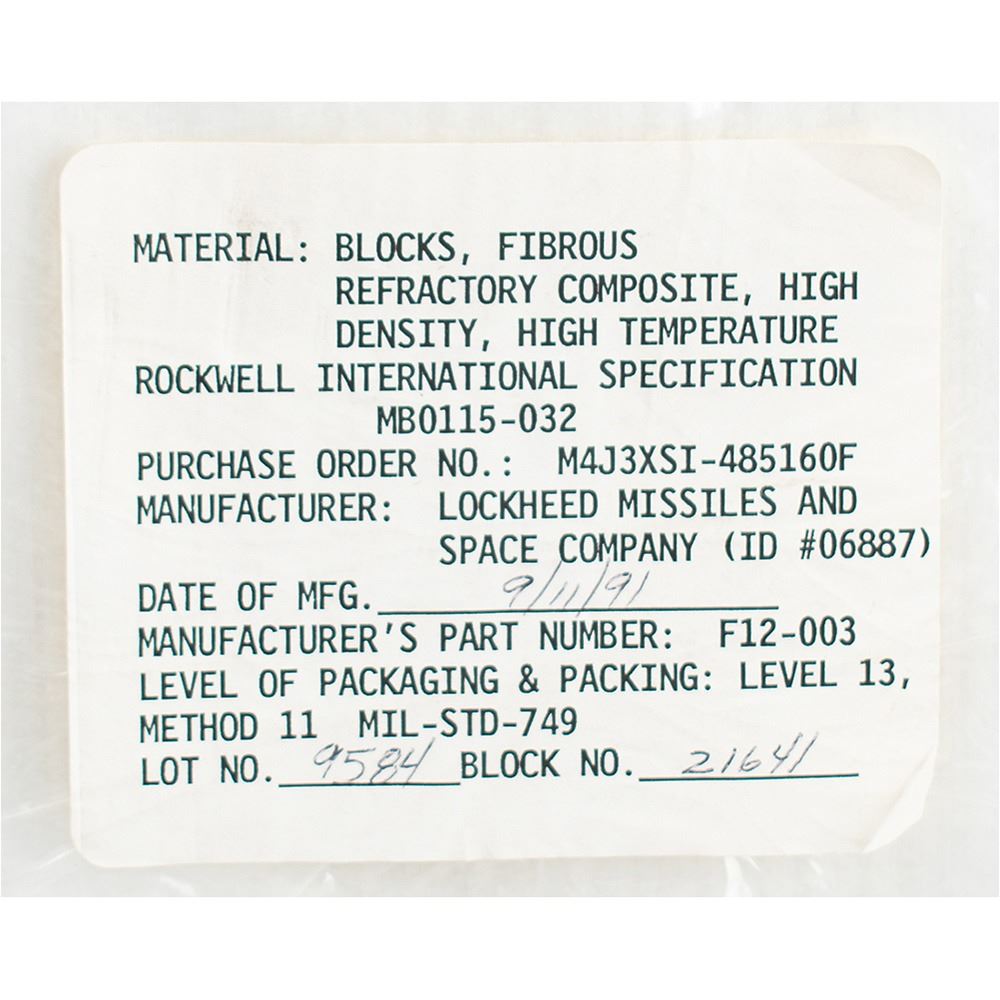 MATERIAL: BLOCKS, FIBROUS
REFRACTORY COMPOSITE, HIGH
DENSITY, HIGH TEMPERATURE
ROCKWELL INTERNATIONAL SPECIFICATION
MB0115-032
PURCHASE ORDER NO.: M4J3XSI-485160F
MANUFACTURER: LOCKHEED MISSILES AND
SPACE COMPANY (ID #06887)
DATE OF MFG. 9/11/91
MANUFACTURER'S PART NUMBER: F12-003
LEVEL OF PACKAGING & PACKING: LEVEL 13,
METHOD 11 MIL-STD-749
LOT NO. 9584 BLOCK NO. 21641